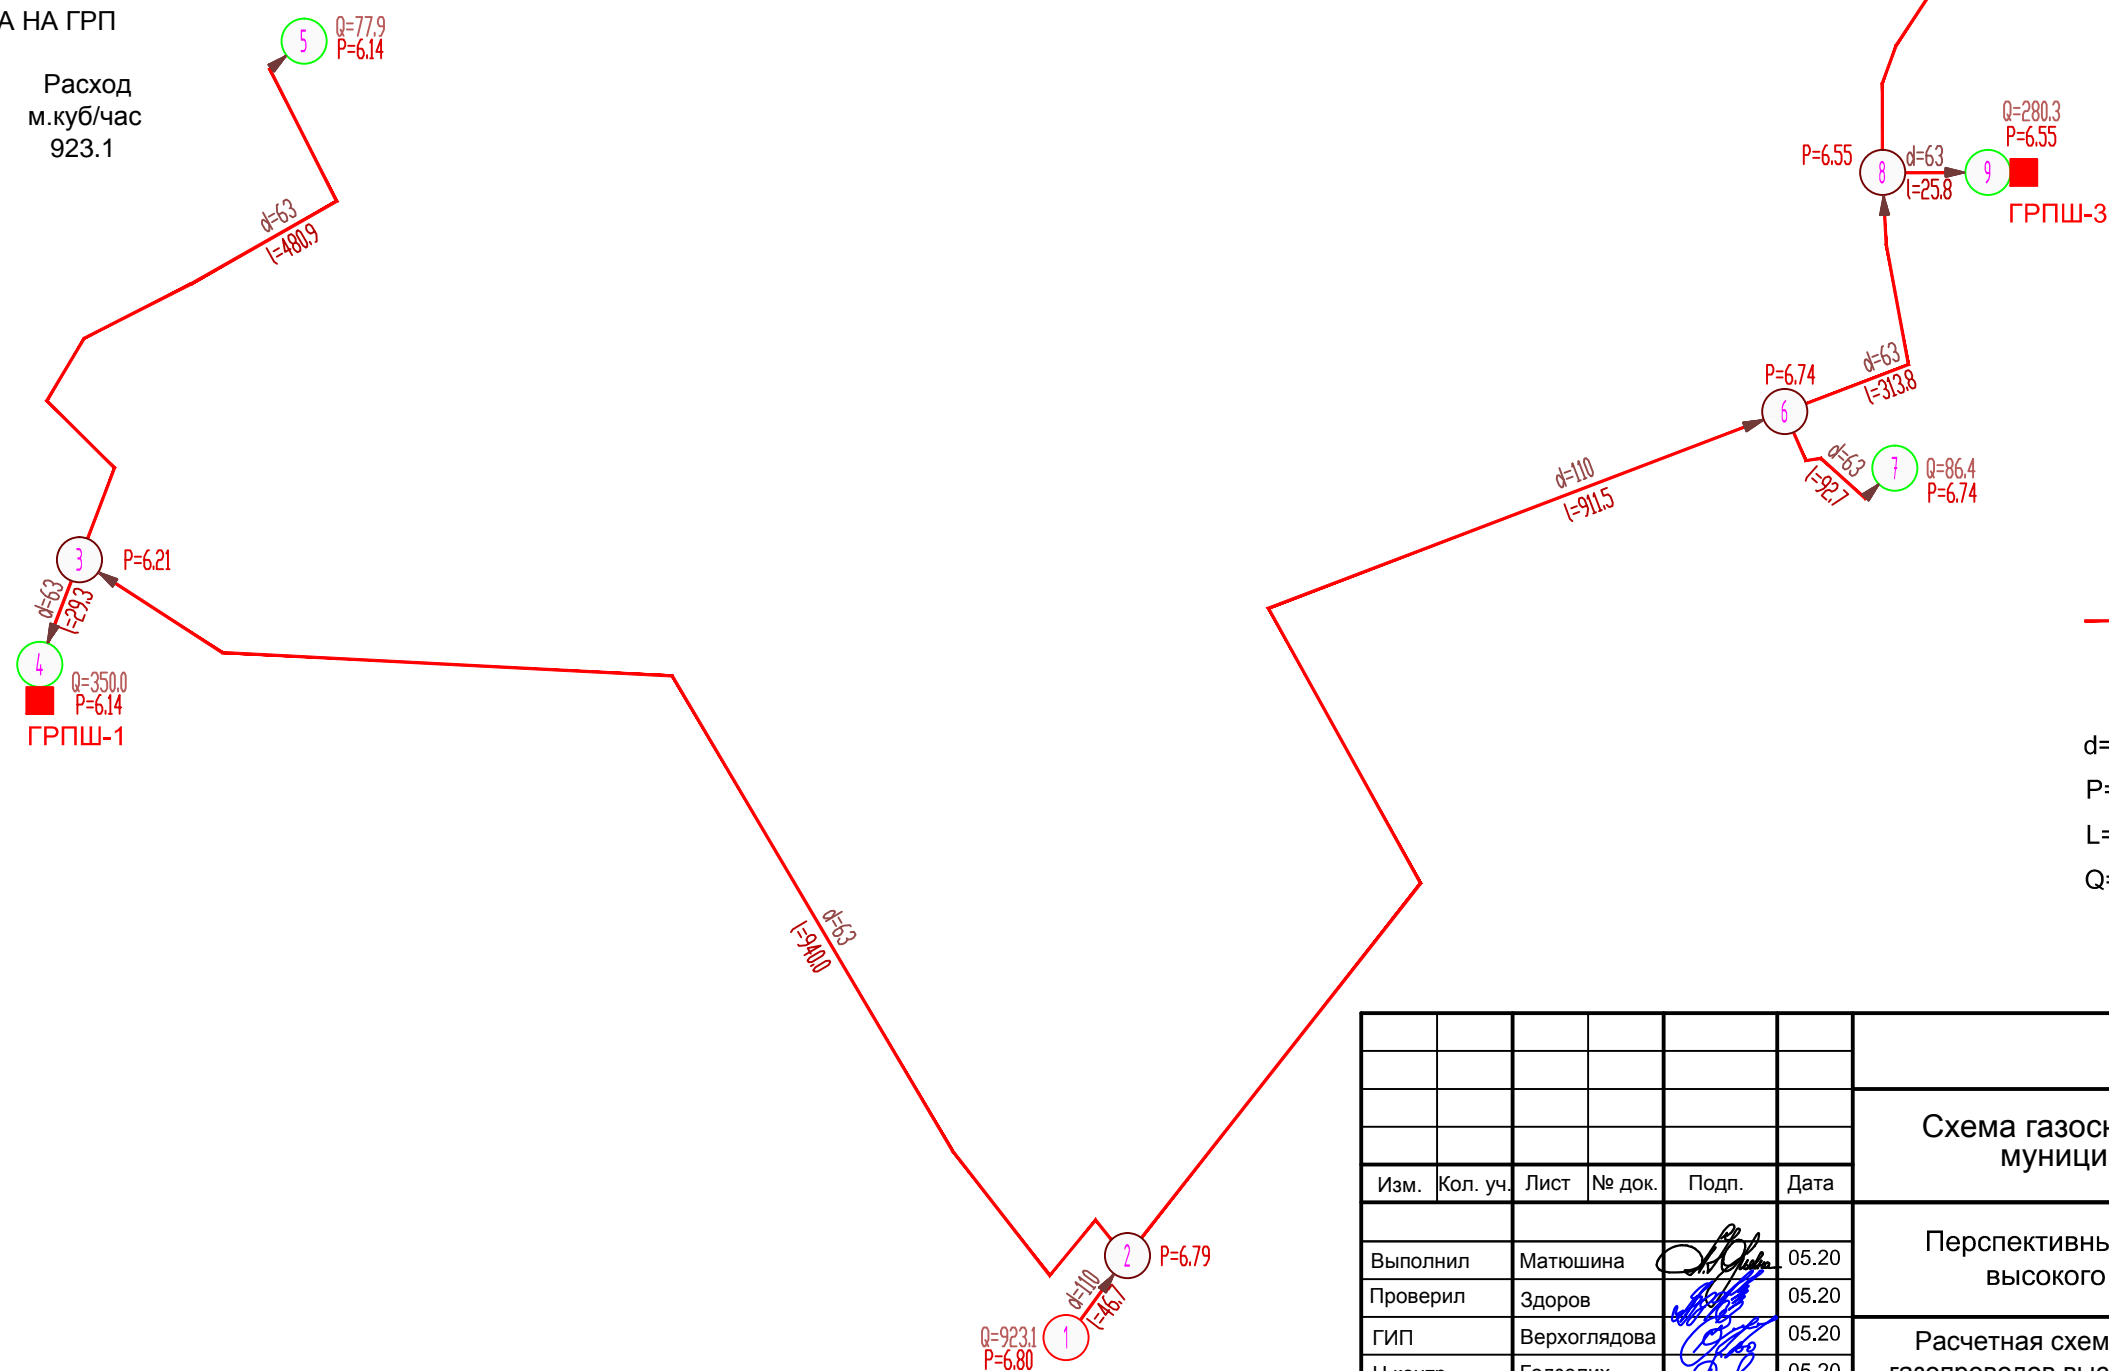 А НА ГРП
Расход
м.куб/час
923.1
5
Q=77.9
P=6.14
d=63
l=480.9
3
P=6.21
d=63
l=29.3
4
Q=350.0
P=6.14
ГРПШ-1
d=63
l=940.0
2
P=6.79
d=110
l=46.7
1
Q=923.1
P=6.80
d=110
l=911.5
6
P=6.74
d=63
l=92.7
7
Q=86.4
P=6.74
d=63
l=313.8
8
P=6.55
d=63
l=25.8
9
Q=280.3
P=6.55
ГРПШ-3
d=
P=
L=
Q=
Изм. Кол. уч. Лист № док. Подп. Дата
Выполнил Матюшина 05.20
Проверил Здоров 05.20
ГИП Верхоглядова 05.20
05.20
Схема газосн
муници
Перспективны
высокого
Расчетная схем
газопроводов выс